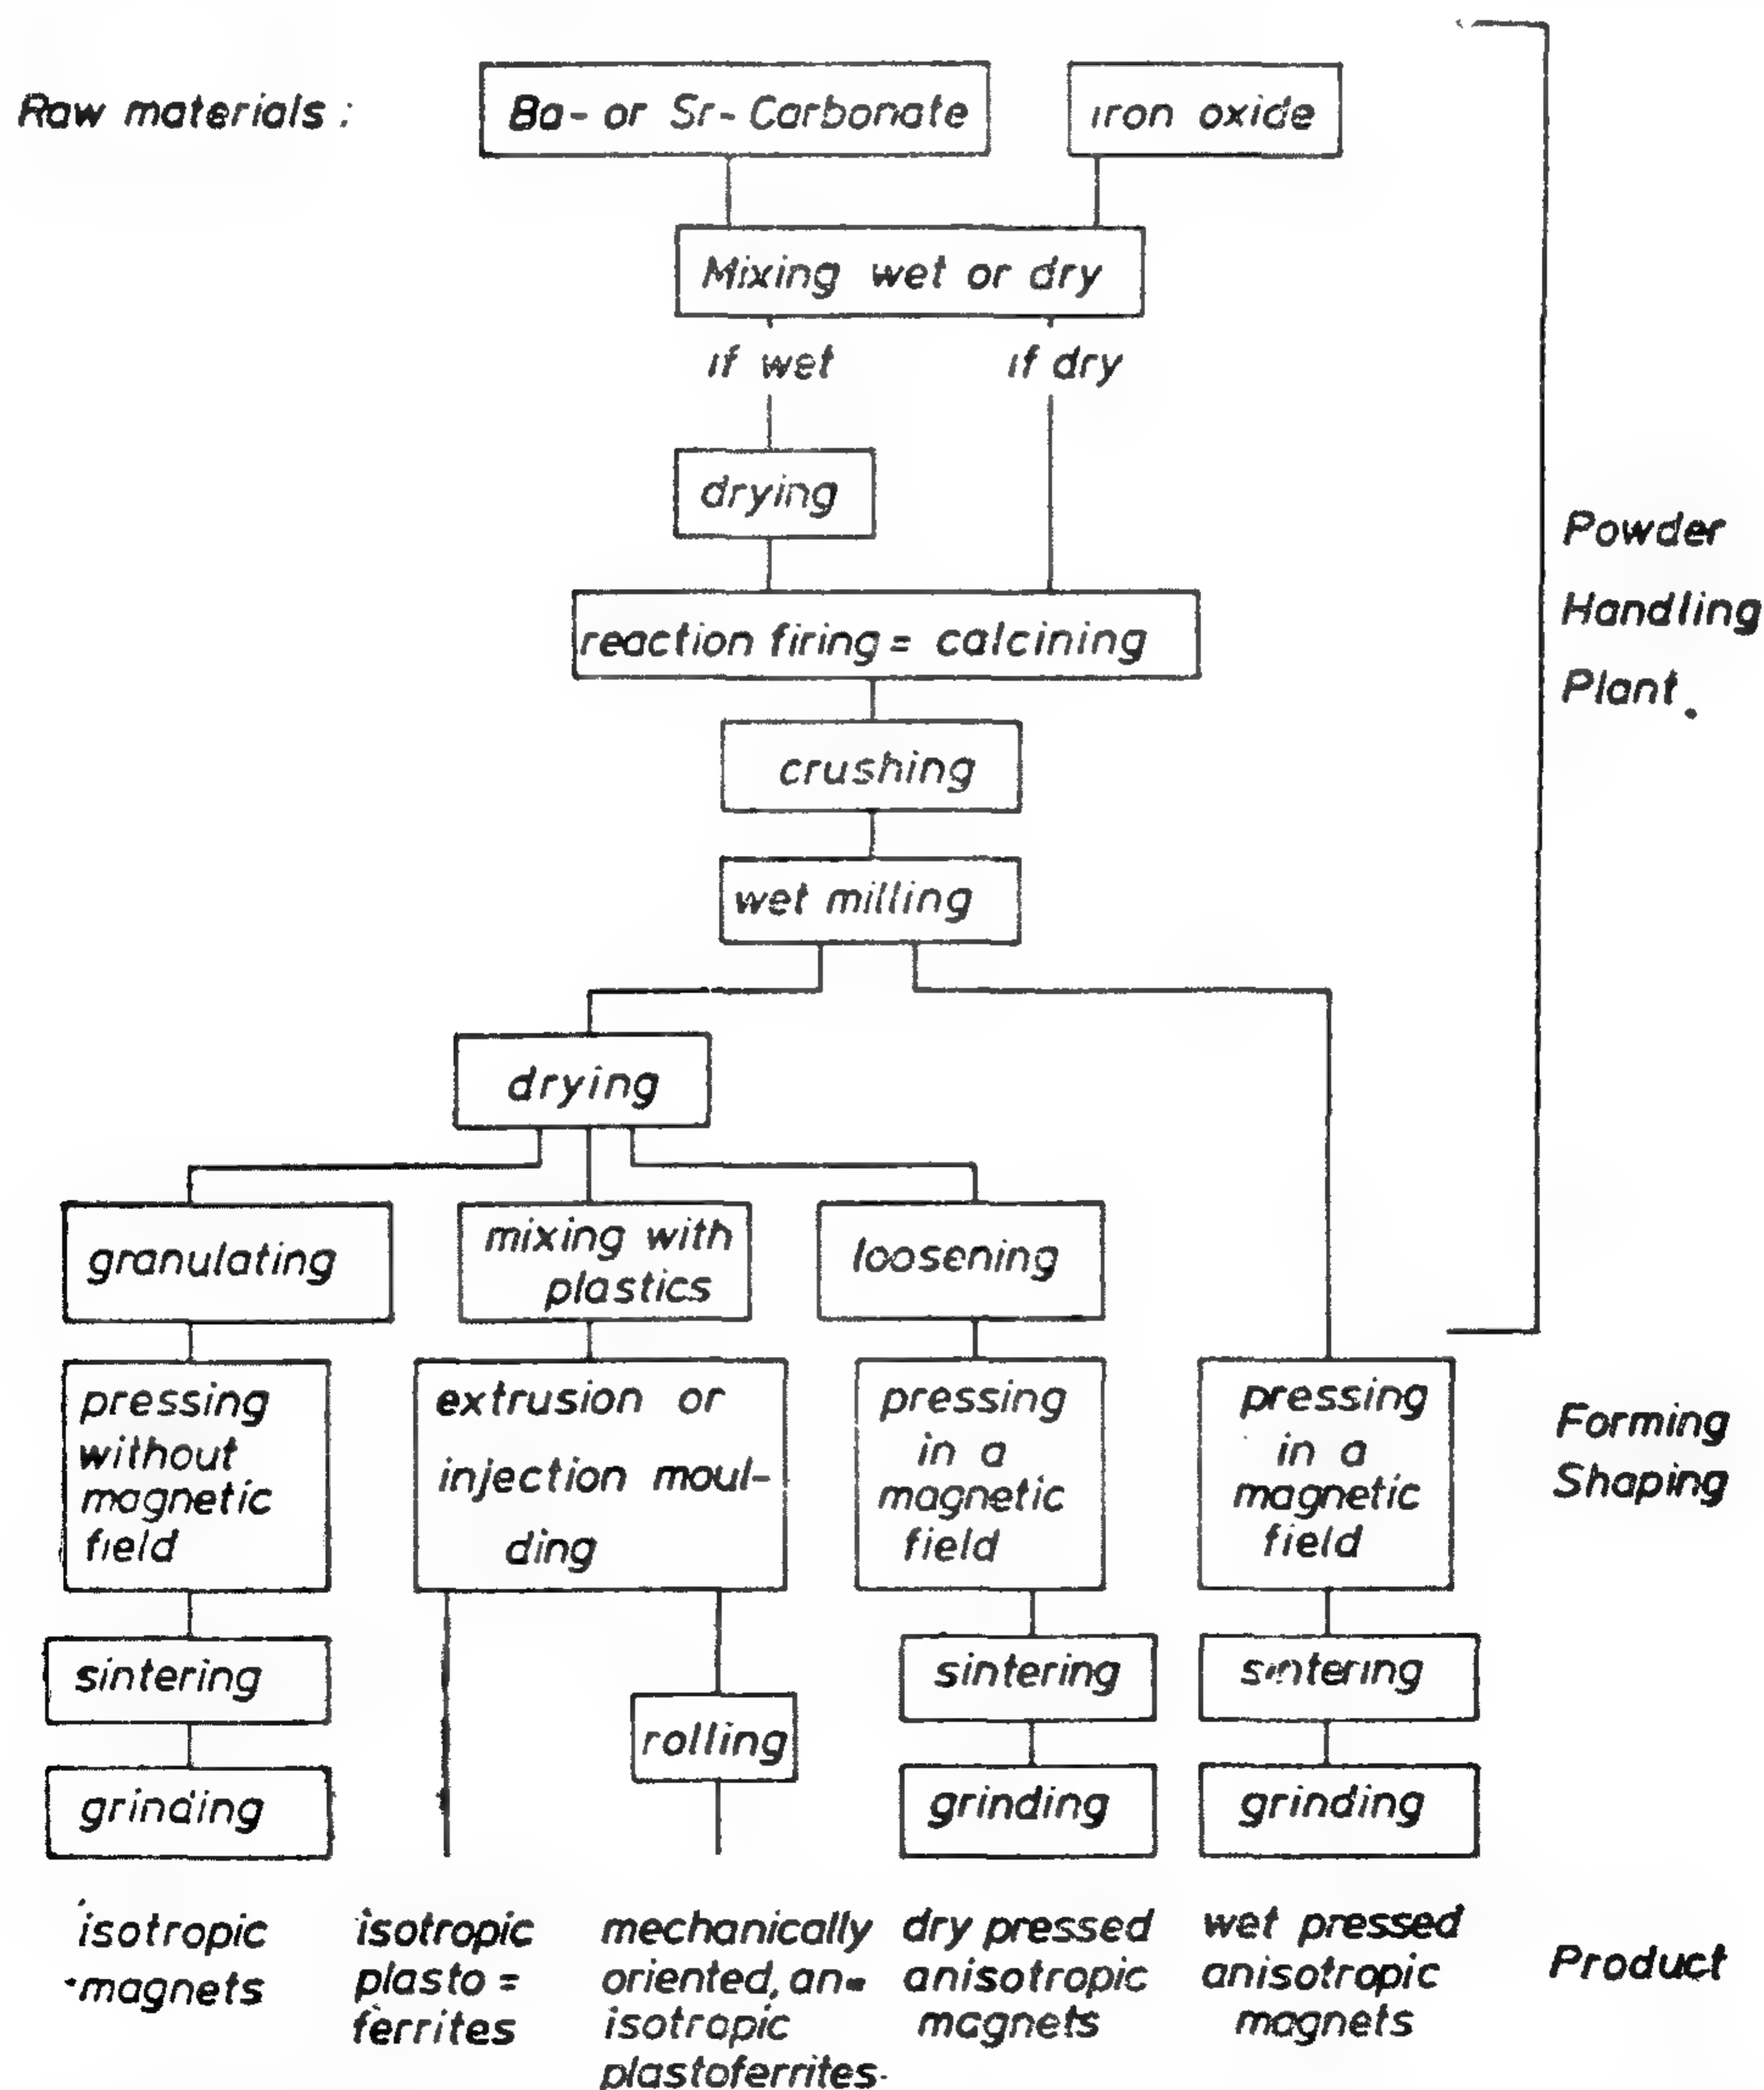 Raw materials :
Ba- or Sr- Carbonate
iron oxide
Mixing wet or dry
if wet
if dry
drying
reaction firing = calcining
crushing
wet milling
Powder
Handling
Plant.
drying
granulating
mixing with
plastics
loosening
pressing
without
magnetic
field
extrusion or
injection moul-
ding
pressing
in a
magnetic
field
pressing
in a
magnetic
field
Forming
Shaping
sintering
rolling
sintering
sintering
grinding
grinding
grinding
isotropic
magnets
isotropic
plasto=
ferrites
mechanically
oriented, an=
isotropic
plastoferrites.
dry pressed
anisotropic
magnets
wet pressed
anisotropic
magnets
Product